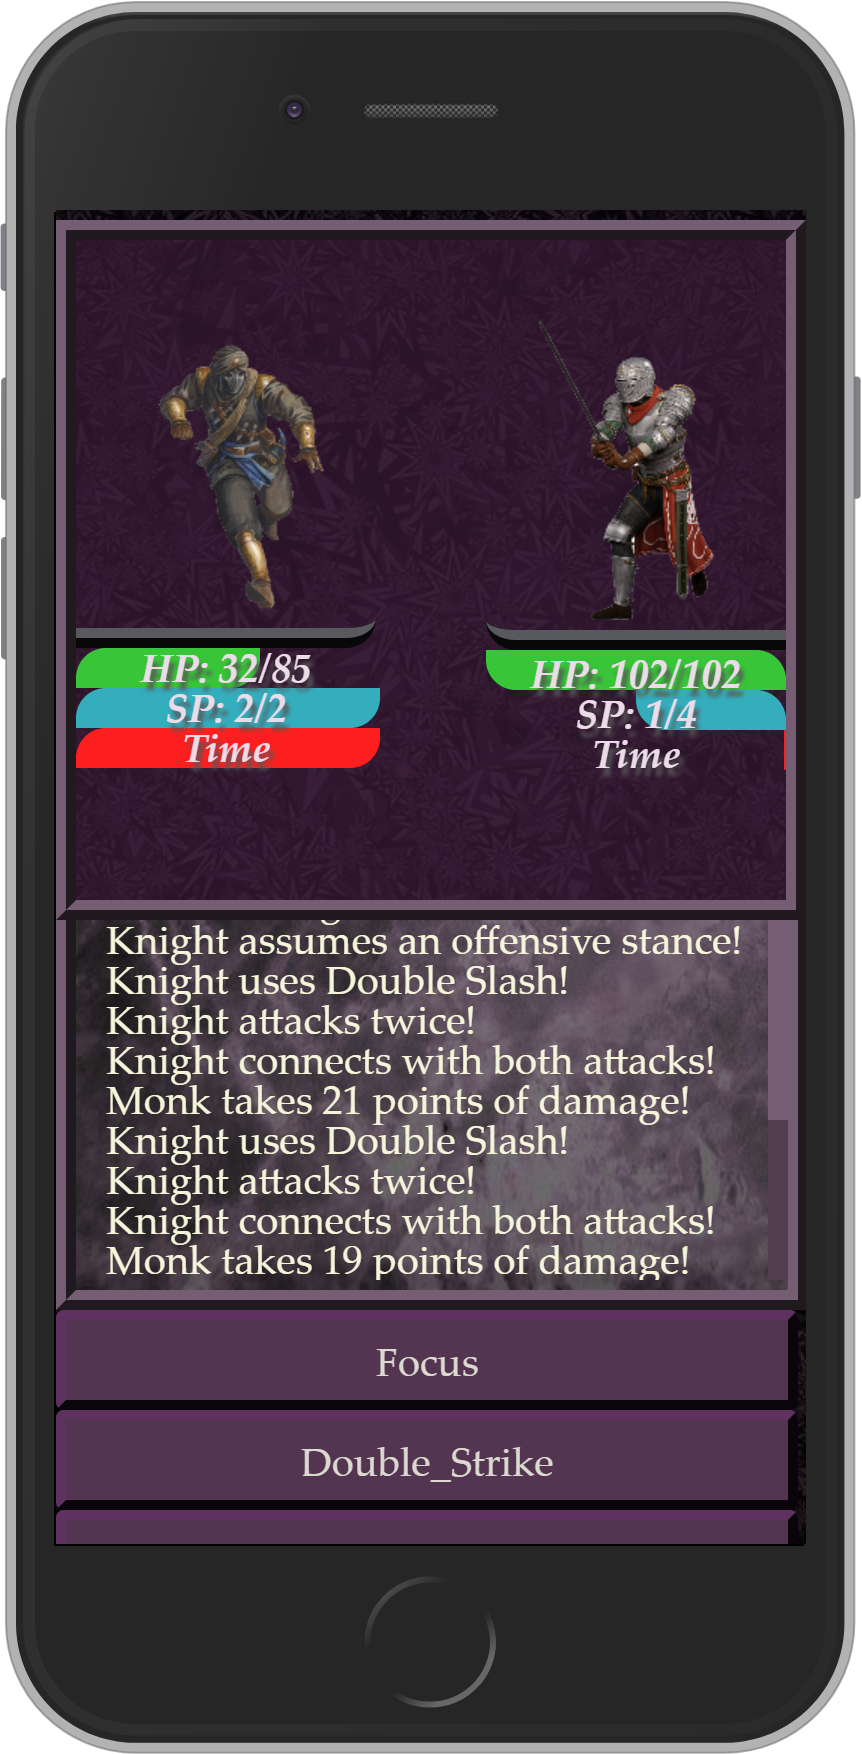 HP: 32/85
SP: 2/2
Time
HP: 102/102
SP: 1/4
Time
Knight assumes an offensive stance!
Knight uses Double Slash!
Knight attacks twice!
Knight connects with both attacks!
Monk takes 21 points of damage!
Knight uses Double Slash!
Knight attacks twice!
Knight connects with both attacks!
Monk takes 19 points of damage!
Focus
Double_Strike